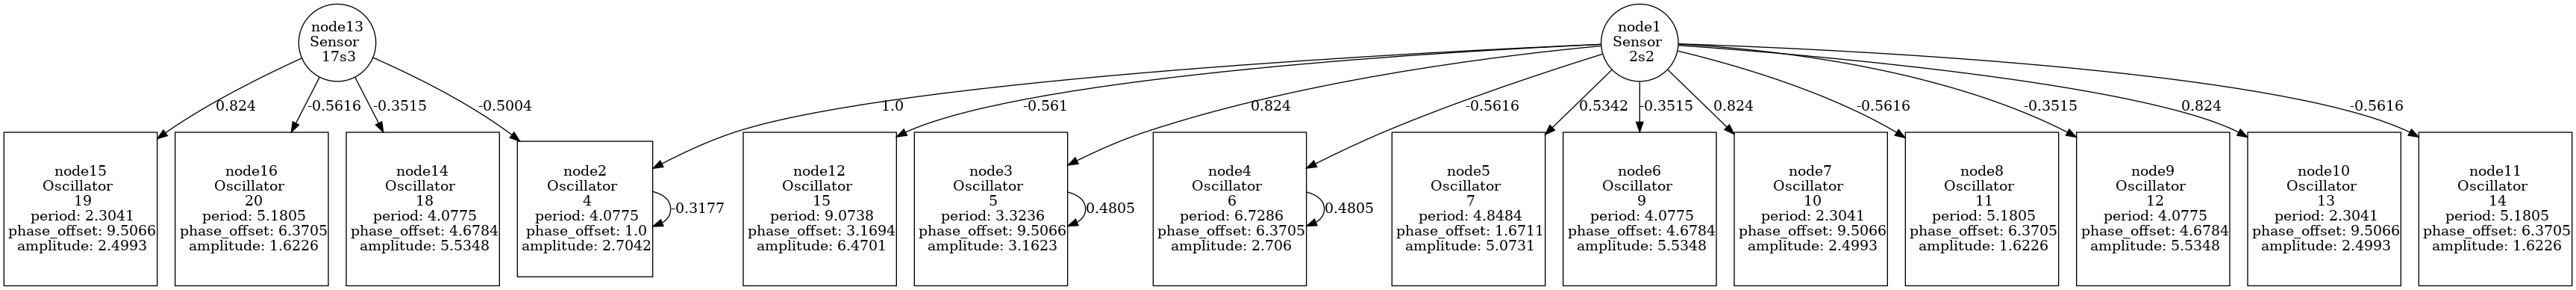 node13
Sensor
17s3
node1
Sensor
2s2
0.824
-0.5616
-0.3515
-0.5004
1.0
-0.561
0.824
-0.5616
0.5342
-0.3515
0.824
-0.5616
-0.3515
0.824
-0.5616
node15
Oscillator
19
period: 2.3041
phase_offset: 9.5066
amplitude: 2.4993
node16
Oscillator
20
period: 5.1805
phase_offset: 6.3705
amplitude: 1.6226
node14
Oscillator
18
period: 4.0775
phase_offset: 4.6784
amplitude: 5.5348
node2
Oscillator
4
period: 4.0775
phase_offset: 1.0
amplitude: 2.7042
-0.3177
node12
Oscillator
15
period: 9.0738
phase_offset: 3.1694
amplitude: 6.4701
node3
Oscillator
5
period: 3.3236
phase_offset: 9.5066
amplitude: 3.1623
0.4805
node4
Oscillator
6
period: 6.7286
phase_offset: 6.3705
amplitude: 2.706
0.4805
node5
Oscillator
7
period: 4.8484
phase_offset: 1.6711
amplitude: 5.0731
node6
Oscillator
9
period: 4.0775
phase_offset: 4.6784
amplitude: 5.5348
node7
Oscillator
10
period: 2.3041
phase_offset: 9.5066
amplitude: 2.4993
node8
Oscillator
11
period: 5.1805
phase_offset: 6.3705
amplitude: 1.6226
node9
Oscillator
12
period: 4.0775
phase_offset: 4.6784
amplitude: 5.5348
node10
Oscillator
13
period: 2.3041
phase_offset: 9.5066
amplitude: 2.4993
node11
Oscillator
14
period: 5.1805
phase_offset: 6.3705
amplitude: 1.6226